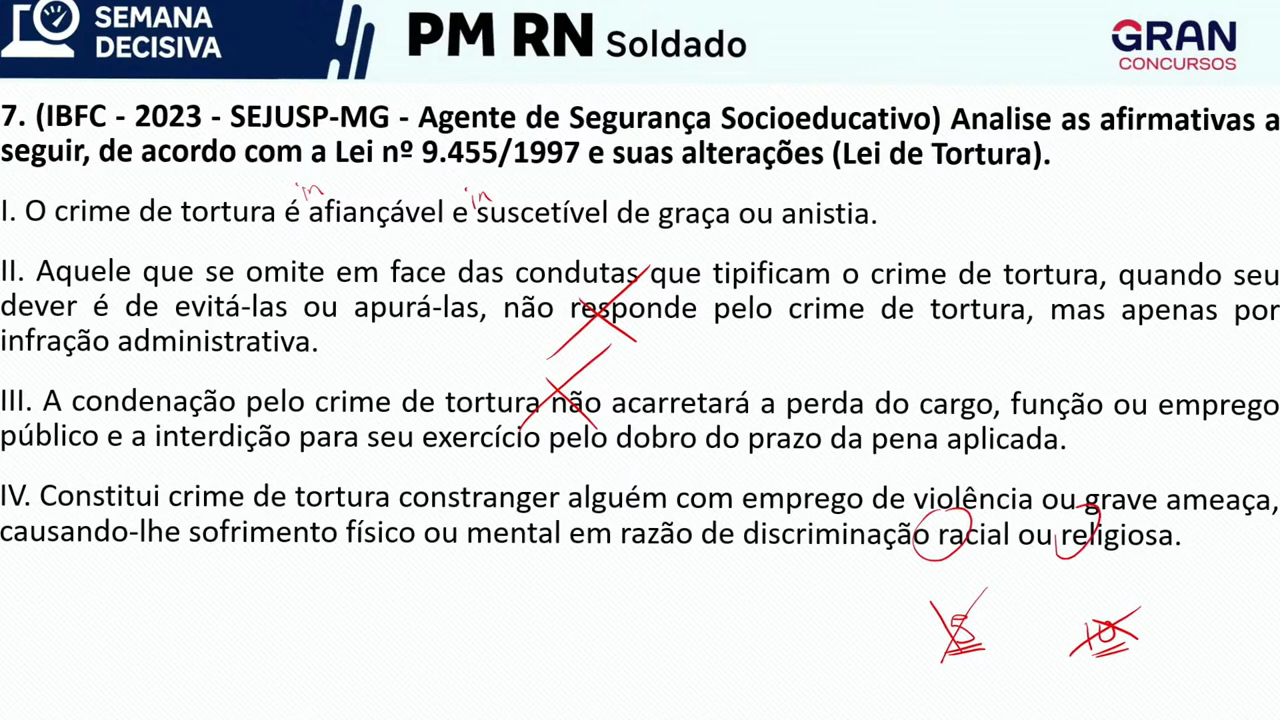 SEMANA
DECISIVA
PM RN Soldado
GRAN
CONCURSOS
7. (IBFC - 2023 - SEJUSP-MG - Agente de Segurança Socioeducativo) Analise as afirmativas a
seguir, de acordo com a Lei nº 9.455/1997 e suas alterações (Lei de Tortura).
in in
I. O crime de tortura é afiançável e suscetível de graça ou anistia.
II. Aquele que se omite em face das condutas que tipificam o crime de tortura, quando seu
dever é de evitá-las ou apurá-las, não responde pelo crime de tortura, mas apenas por
infração administrativa.
III. A condenação pelo crime de tortura não acarretará a perda do cargo, função ou emprego
público e a interdição para seu exercício pelo dobro do prazo da pena aplicada.
IV. Constitui crime de tortura constranger alguém com emprego de violência ou grave ameaça,
causando-lhe sofrimento físico ou mental em razão de discriminação racial ou religiosa.